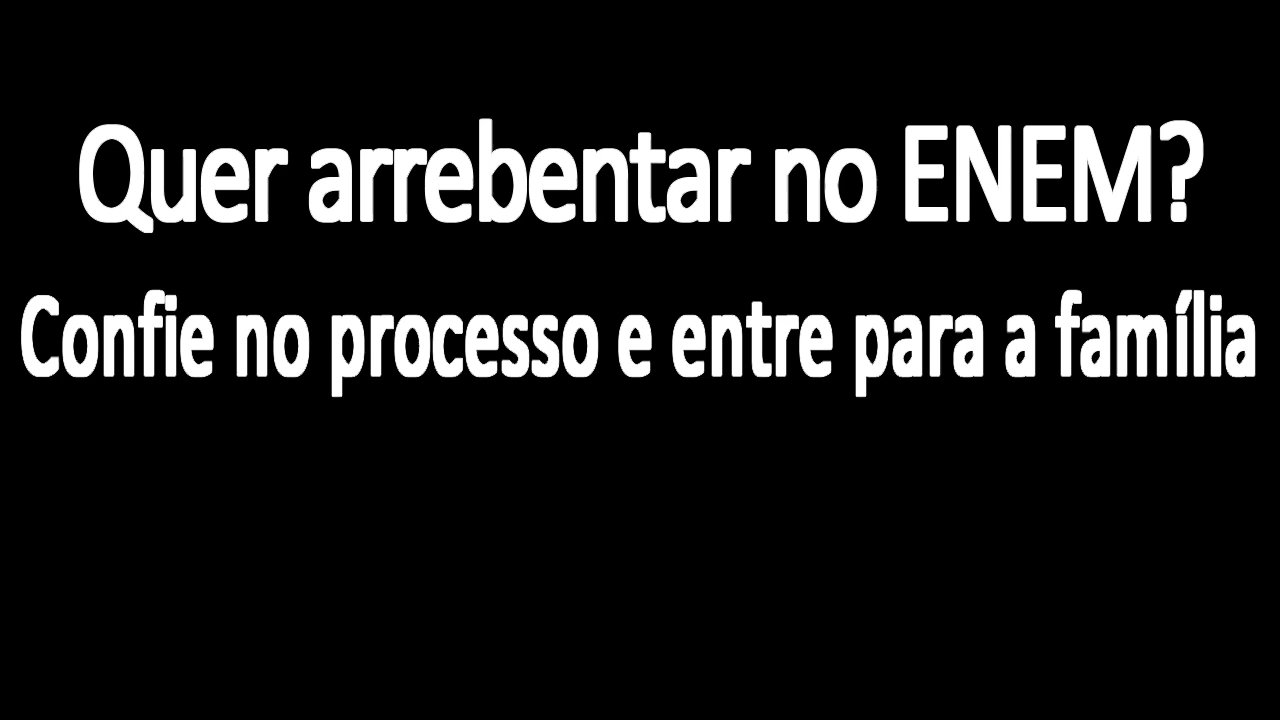 Quer arrebentar no ENEM?
Confie no processo e entre para a família